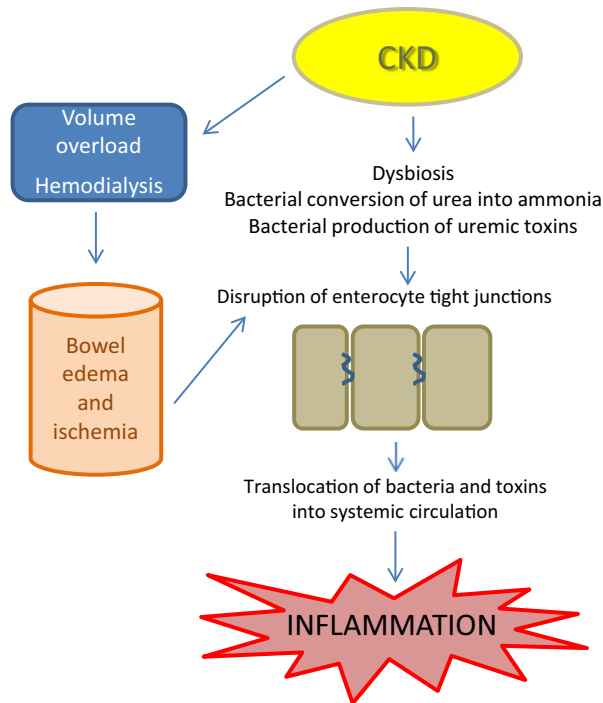 CKD
Volume
overload
Hemodialysis
Dysbiosis
Bacterial conversion of urea into ammonia
Bacterial production of uremic toxins
Disruption of enterocyte tight junctions
Bowel
edema
and
ischemia
Translocation of bacteria and toxins
into systemic circulation
INFLAMMATION